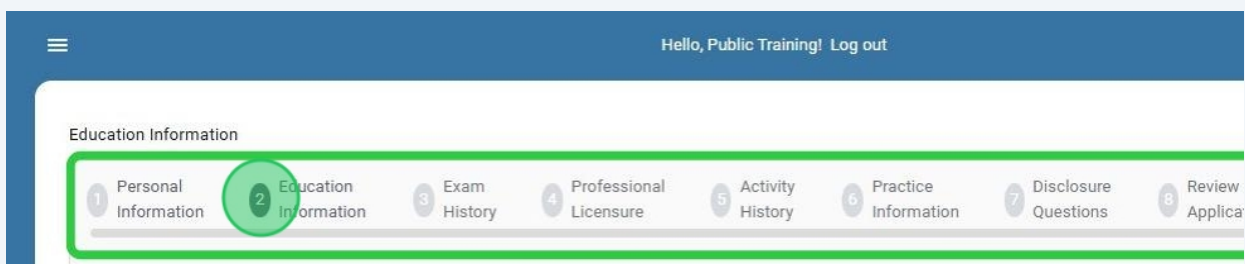 Hello, Public Training! Log out
Education Information
1 Personal Information
2 Education Information
3 Exam History
4 Professional Licensure
5 Activity History
6 Practice Information
7 Disclosure Questions
8 Review Applica